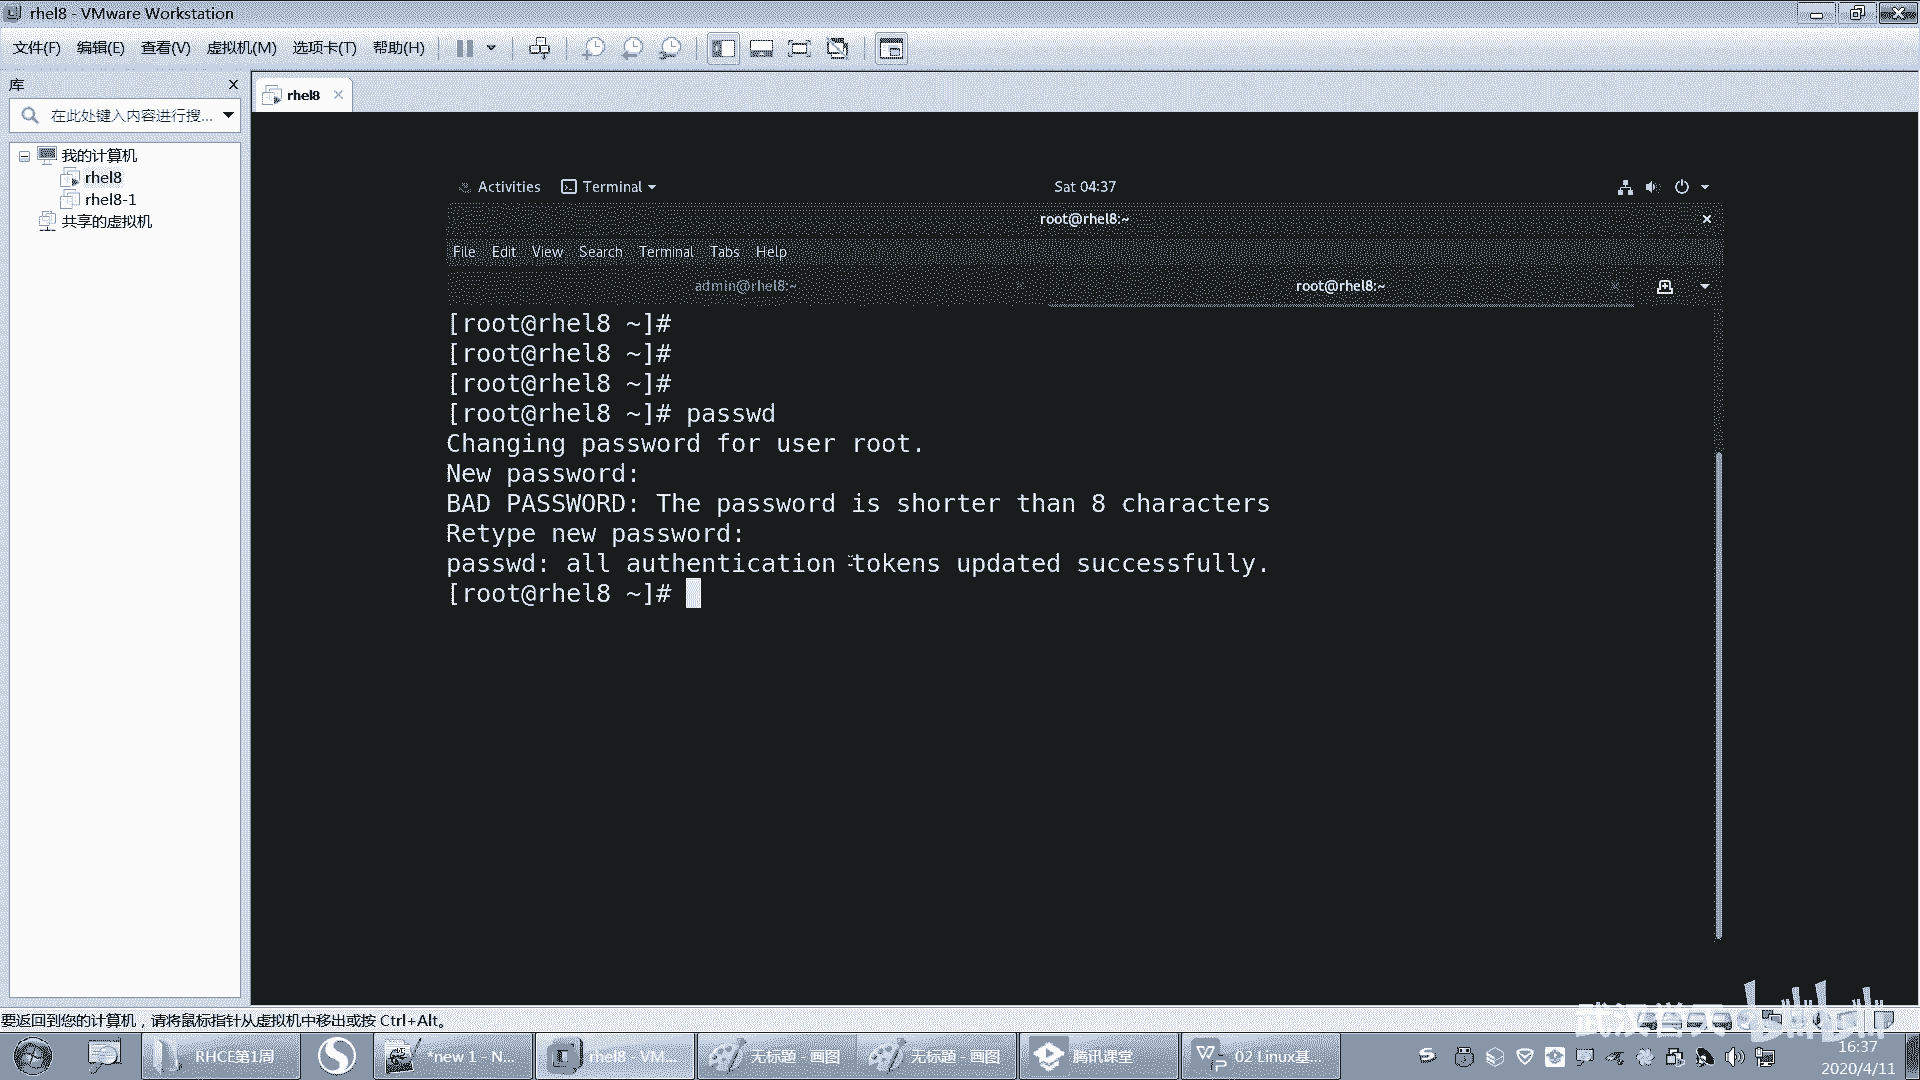 rhel8 - VMware Workstation
文件(F) 编辑(E) 查看(V) 虚拟机(M) 选项卡(T) 帮助(H)
库
在此处键入内容进行搜...
我的计算机
rhel8
rhel8-1
共享的虚拟机
rhel8
Activities Terminal Sat 04:37
root@rhel8:~
File Edit View Search Terminal Tabs Help
admin@rhel8:~ root@rhel8:~
[root@rhel8 ~]#
[root@rhel8 ~]#
[root@rhel8 ~]#
[root@rhel8 ~]# passwd
Changing password for user root.
New password:
BAD PASSWORD: The password is shorter than 8 characters
Retype new password:
passwd: all authentication tokens updated successfully.
[root@rhel8 ~]#
要返回到您的计算机，请将鼠标指针从虚拟机中移出或按 Ctrl+Alt。
bilibili
RHCE第1周 *new 1 - N... rhel8 - VM... 无标题 - 画图 无标题 - 画图 腾讯课堂 02 Linux基...
16:37
2020/4/11